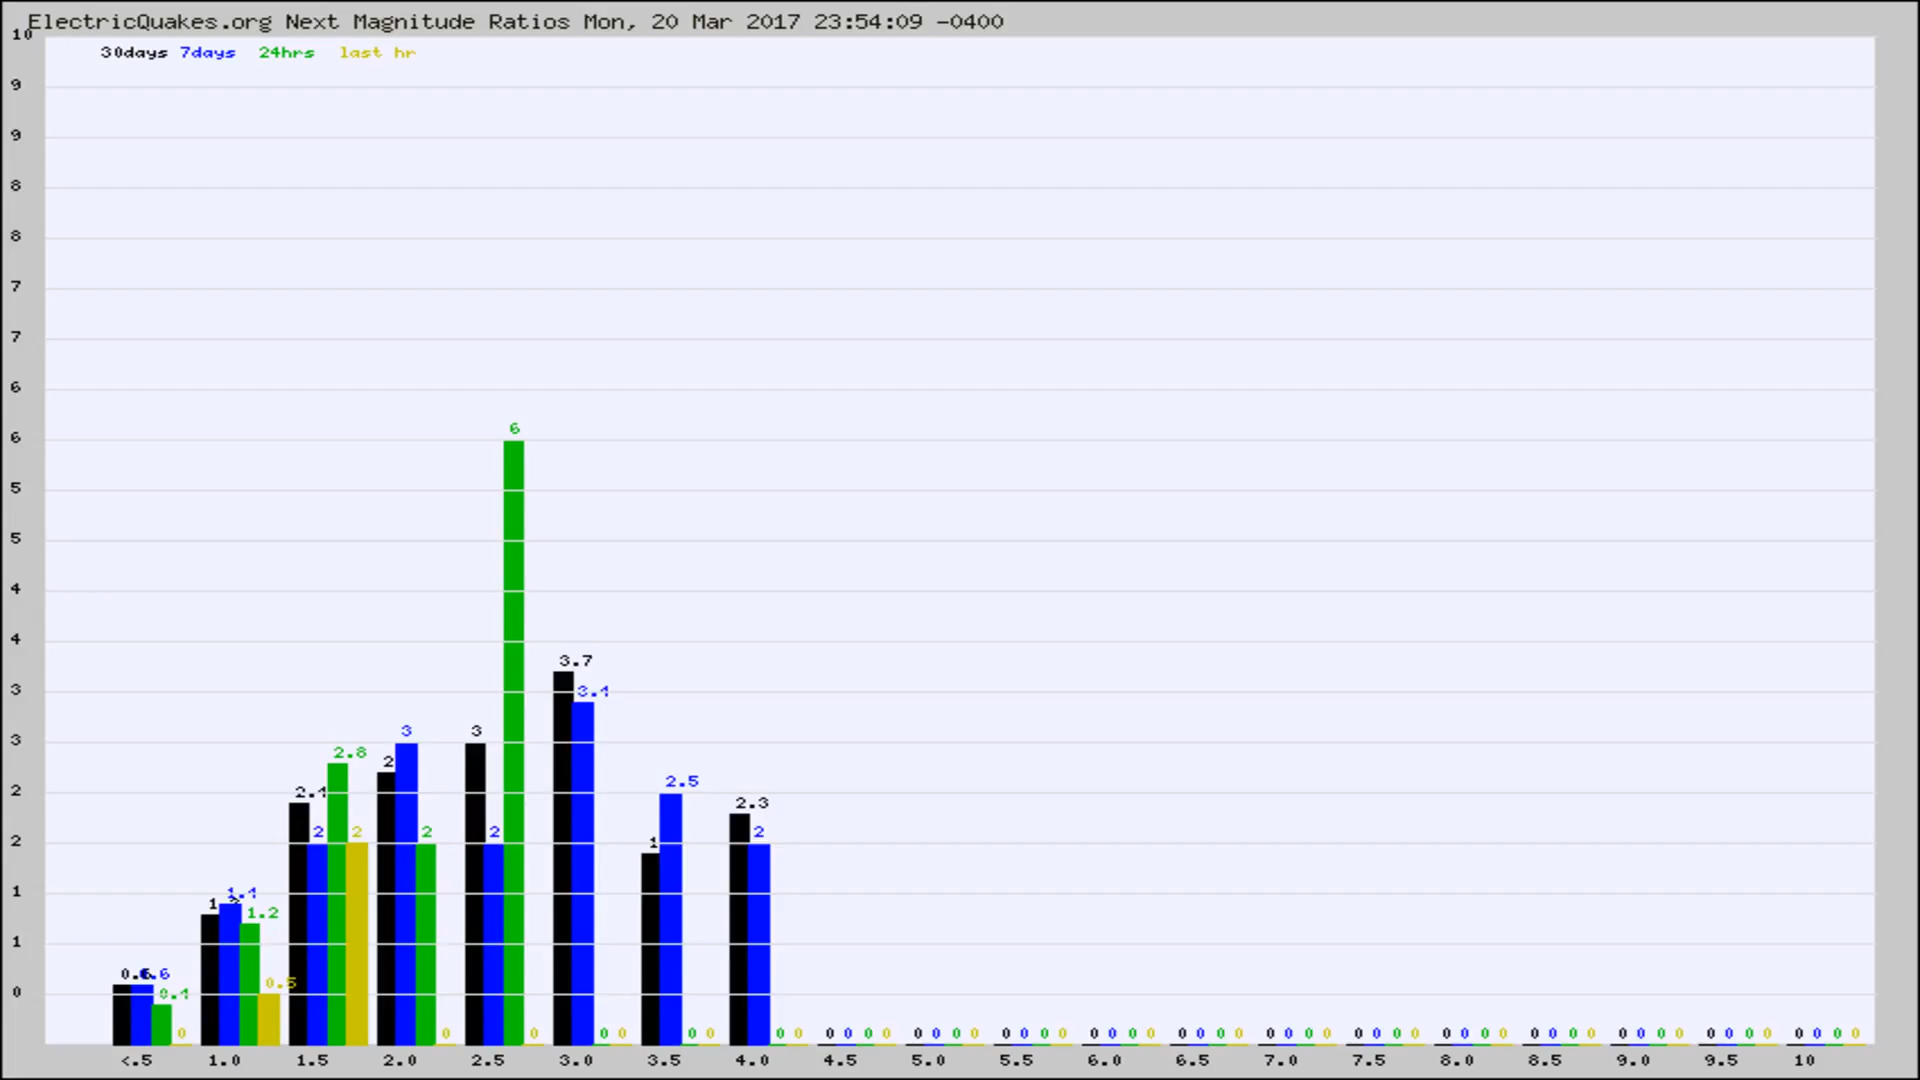 ElectricQuakes.org Next Magnitude Ratios Mon, 20 Mar 2017 23:54:09 -0400
10
30days 7days 24hrs last hr
9
9
8
8
7
7
6
6
6
5
5
4
4
3.7
3 3.4
3 3 3
2.8 2
2 2.4 2.5
2.3
2 2 2 2 2 1 2
1 1.4
1 1.2
1
0.6 0.6 0.5
0 0.4
0 0 0 0 0 0 0 0 0 0 0 0 0 0 0 0 0 0 0 0 0 0 0 0 0 0 0 0 0 0 0 0 0 0 0 0 0 0 0 0 0 0 0 0 0 0 0 0 0 0 0 0 0 0 0 0 0
<.5 1.0 1.5 2.0 2.5 3.0 3.5 4.0 4.5 5.0 5.5 6.0 6.5 7.0 7.5 8.0 8.5 9.0 9.5 10